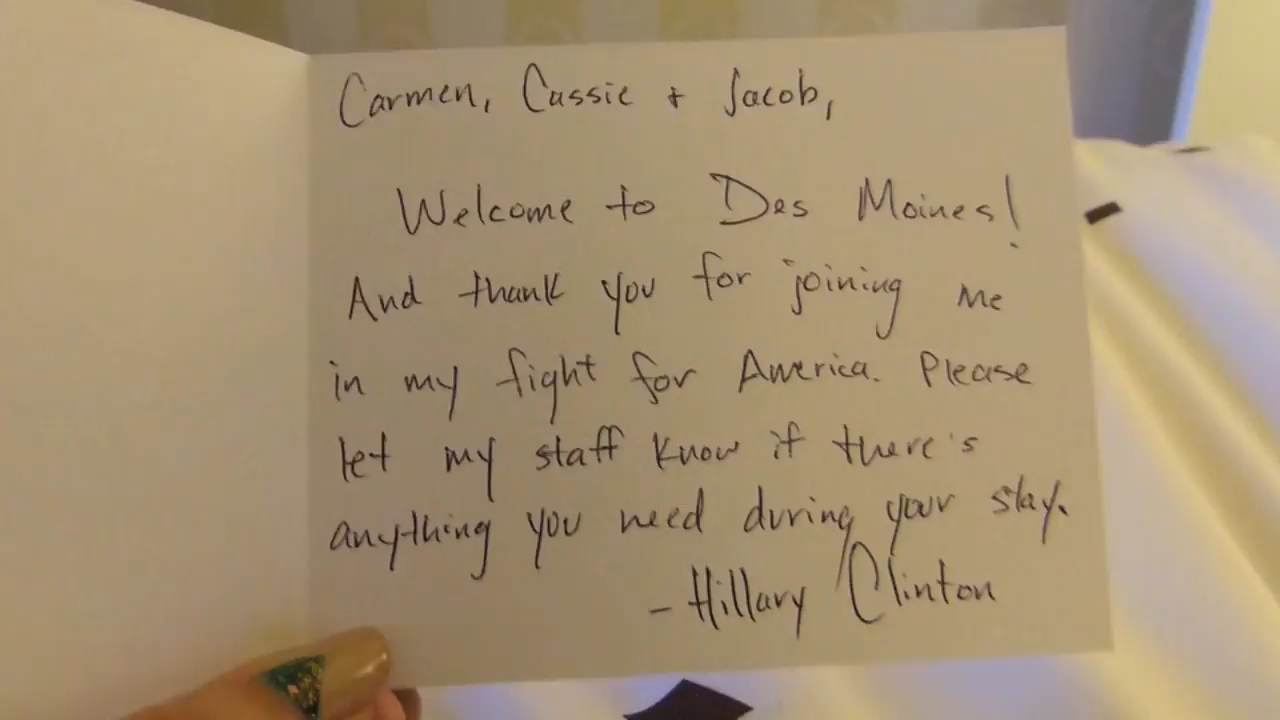 Carmen, Cassie + Jacob,
Welcome to Des Moines!
And thank you for joining me
in my fight for America. Please
let my staff know if there's
anything you need during your stay.
- Hillary Clinton